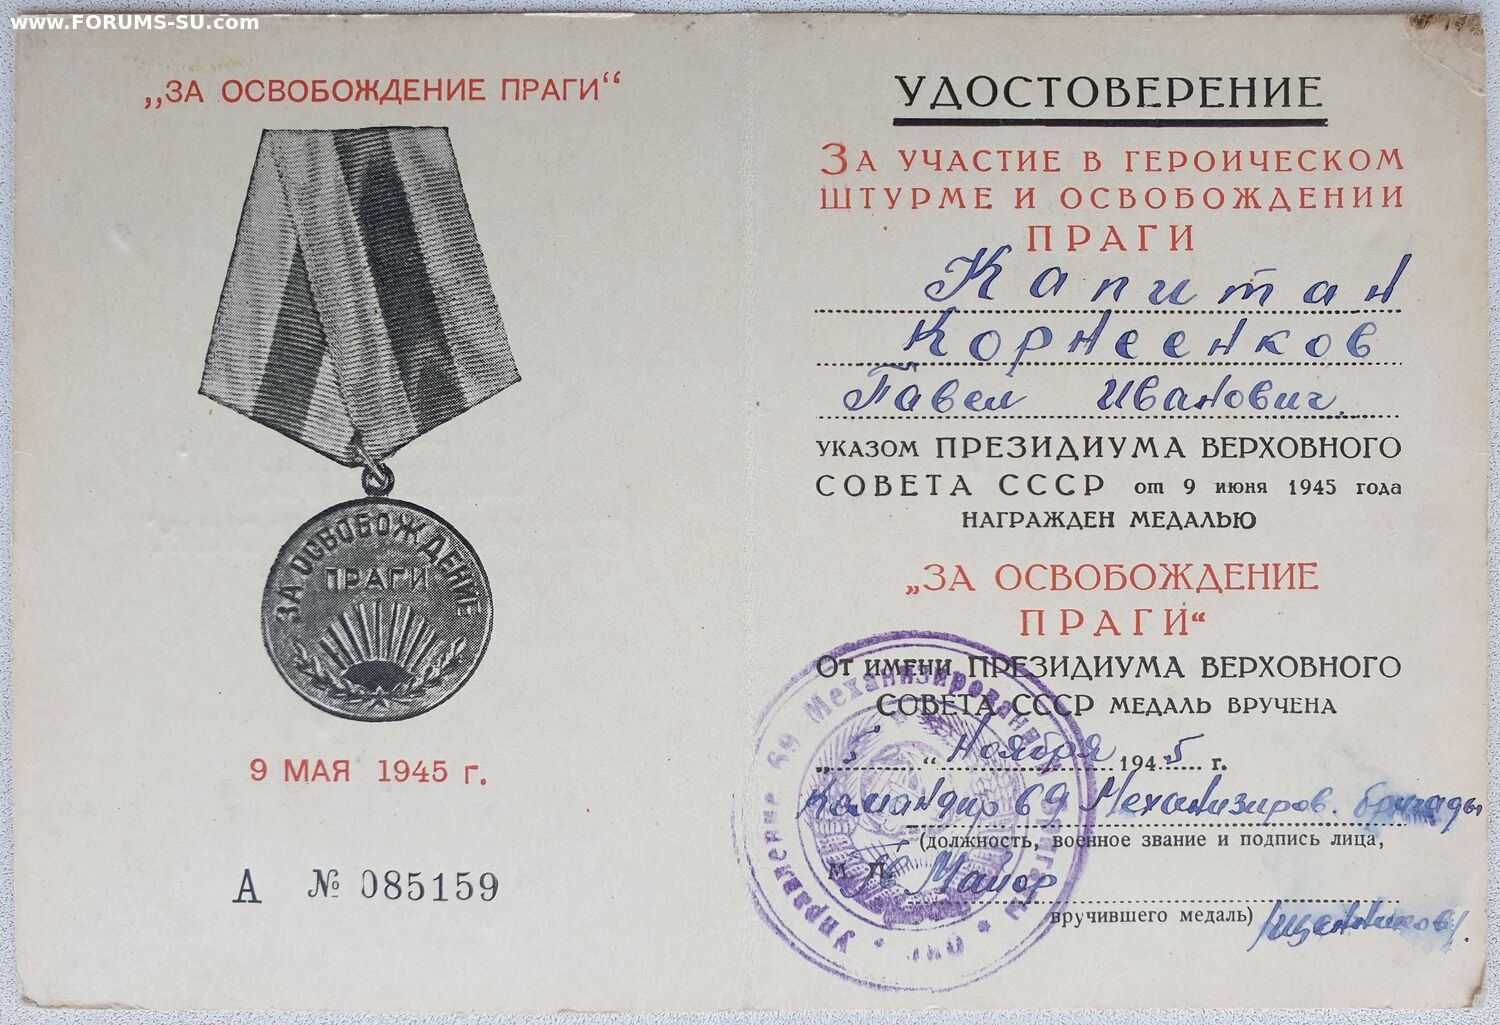 www.FORUMS-SU.com
„ЗА ОСВОБОЖДЕНИЕ ПРАГИ“
ЗА ОСВОБОЖДЕНИЕ
ПРАГИ
9 МАЯ 1945 г.
А № 085159
УДОСТОВЕРЕНИЕ
ЗА УЧАСТИЕ В ГЕРОИЧЕСКОМ
ШТУРМЕ И ОСВОБОЖДЕНИИ
ПРАГИ
Капитан
Корнеенков
Павел Иванович.
УКАЗОМ ПРЕЗИДИУМА ВЕРХОВНОГО
СОВЕТА СССР от 9 июня 1945 года
НАГРАЖДЕН МЕДАЛЬЮ
„ЗА ОСВОБОЖДЕНИЕ
ПРАГИ“
ОТ ИМЕНИ ПРЕЗИДИУМА ВЕРХОВНОГО
СОВЕТА СССР МЕДАЛЬ ВРУЧЕНА
„5“ Ноября 1945 г.
Командир 69 Механизиров. бригады
(должность, военное звание и подпись лица,
М. П.
Майор
вручившего медаль)
Управление 69 Механизированной